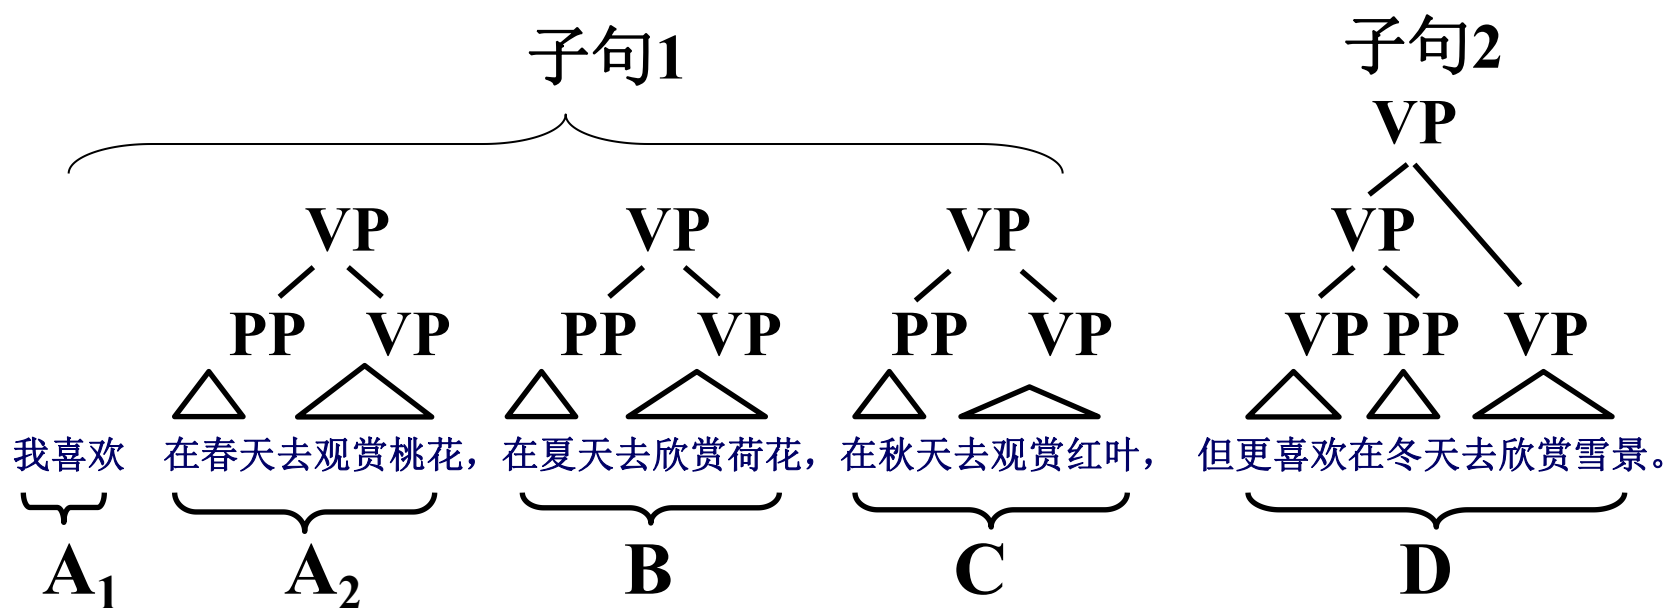 子句1 子句2
VP
VP VP VP VP
PP VP PP VP PP VP VP PP VP
我喜欢 在春天去观赏桃花，在夏天去欣赏荷花，在秋天去观赏红叶， 但更喜欢在冬天去欣赏雪景。
A1 A2 B C D